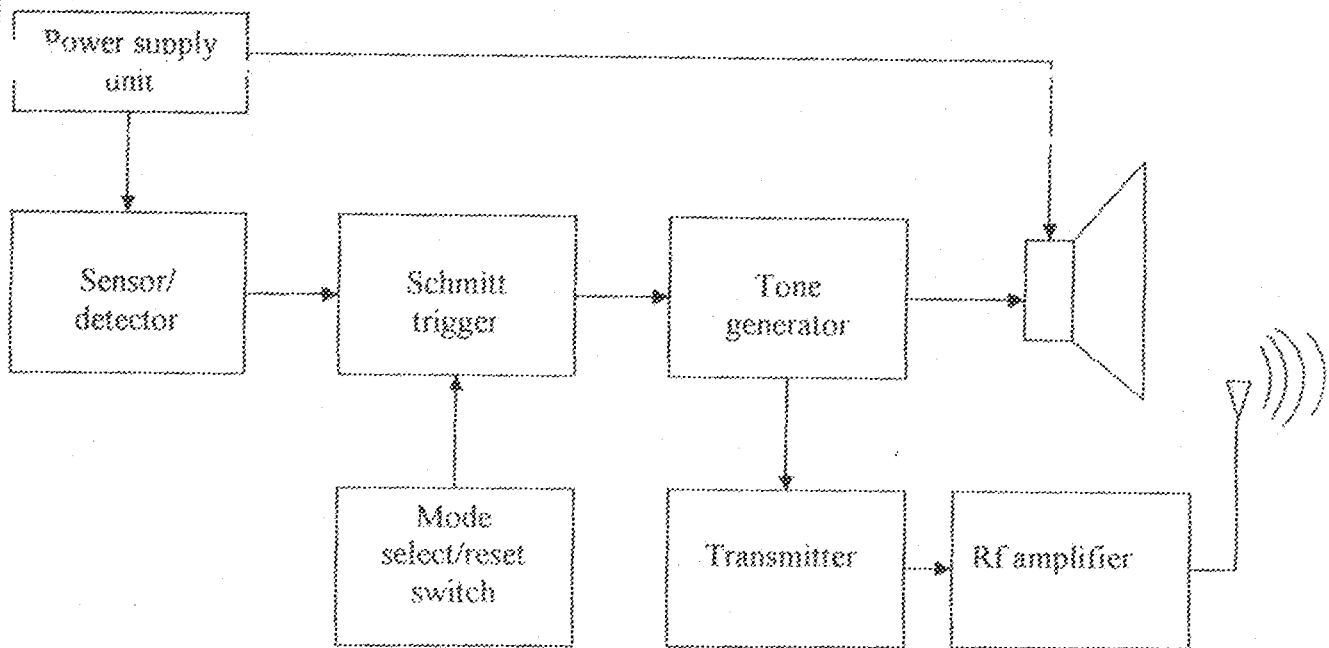 Power supply
unit
Sensor/
detector
Schmitt
trigger
Tone
generator
Mode
select/reset
switch
Transmitter
Rf amplifier